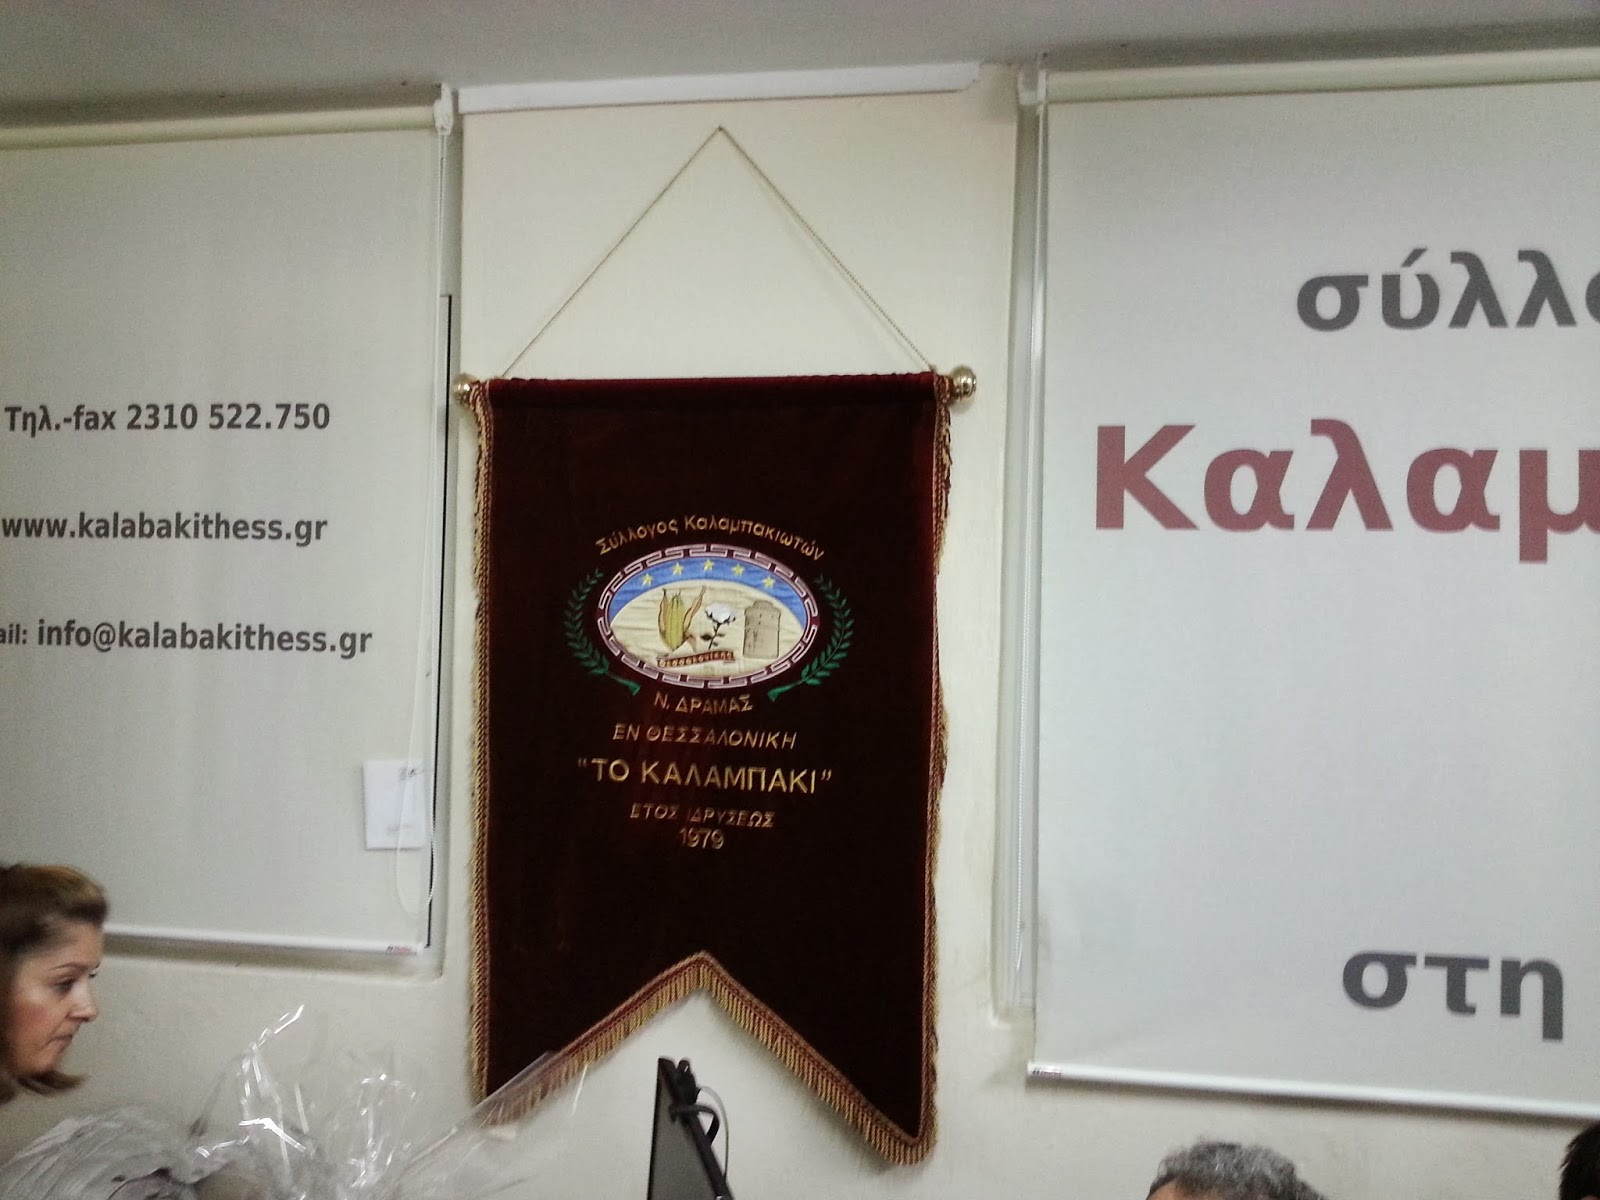 Τηλ.-fax 2310 522.750
www.kalabakithess.gr
ail: info@kalabakithess.gr
Σύλλογος Καλαμπακιωτών
Θεσσαλονίκης
Ν. ΔΡΑΜΑΣ
ΕΝ ΘΕΣΣΑΛΟΝΙΚΗ
"ΤΟ ΚΑΛΑΜΠΑΚΙ"
ΕΤΟΣ ΙΔΡΥΣΕΩΣ
1979
σύλλο
Καλαμ
στη